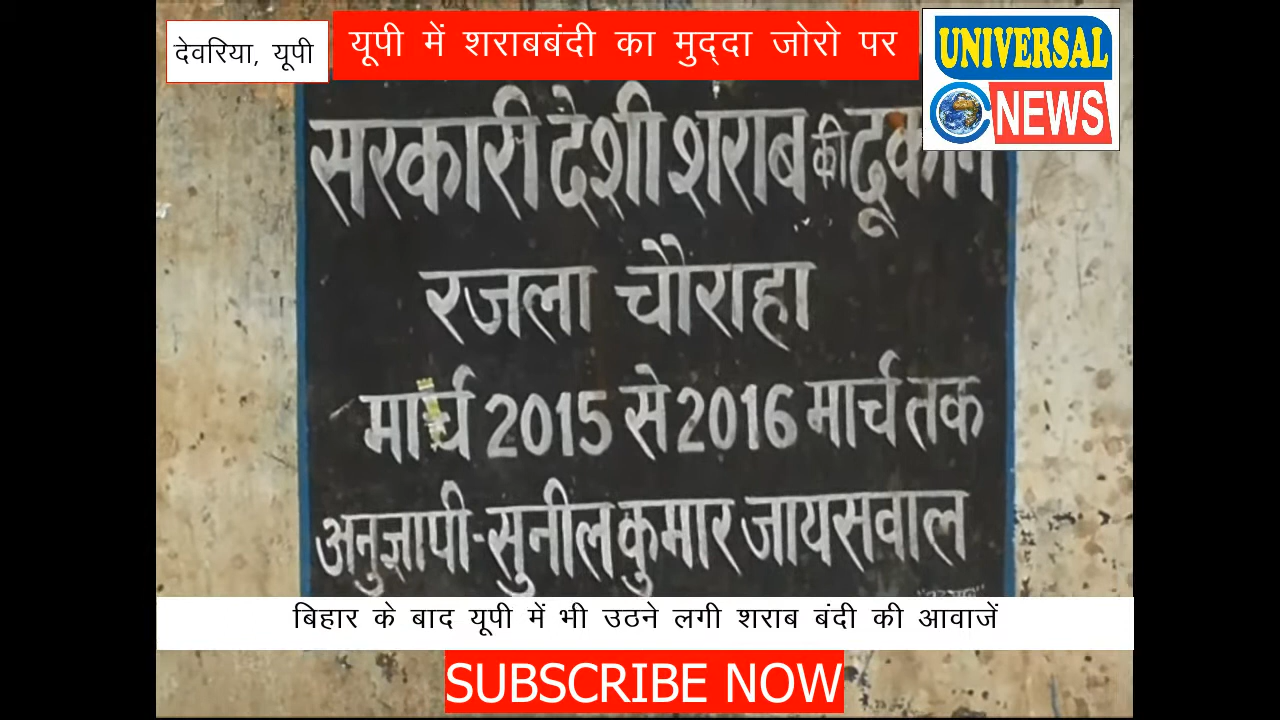 देवरिया, यूपी
यूपी में शराबबंदी का मुद्दा जोरो पर
UNIVERSAL
NEWS
सरकारी देशी शराब की दूकान
रजला चौराहा
मार्च 2015 से 2016 मार्च तक
अनुज्ञापी-सुनील कुमार जायसवाल
बिहार के बाद यूपी में भी उठने लगी शराब बंदी की आवाजें
SUBSCRIBE NOW